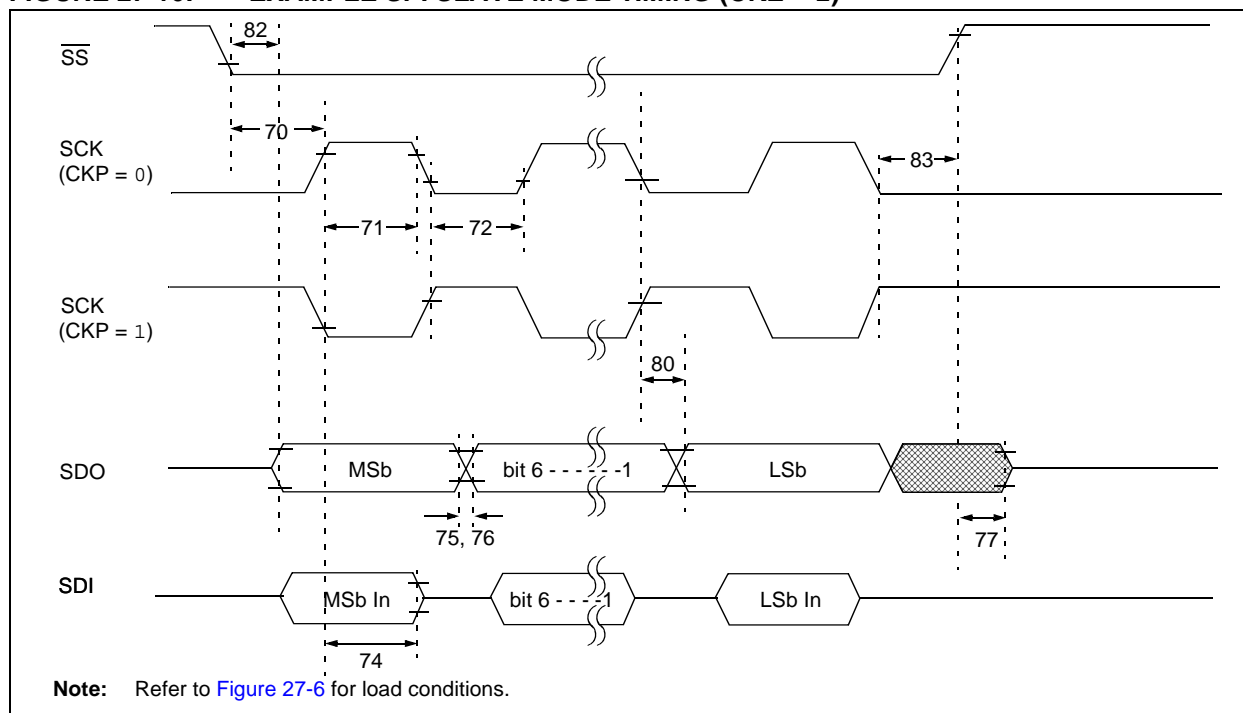 82
SS
70
SCK
(CKP = 0)
83
71
72
SCK
(CKP = 1)
80
SDO
MSb
bit 6 - - - - - -1
LSb
75, 76
77
SDI
MSb In
bit 6 - - - -1
LSb In
74
Note: Refer to Figure 27-6 for load conditions.